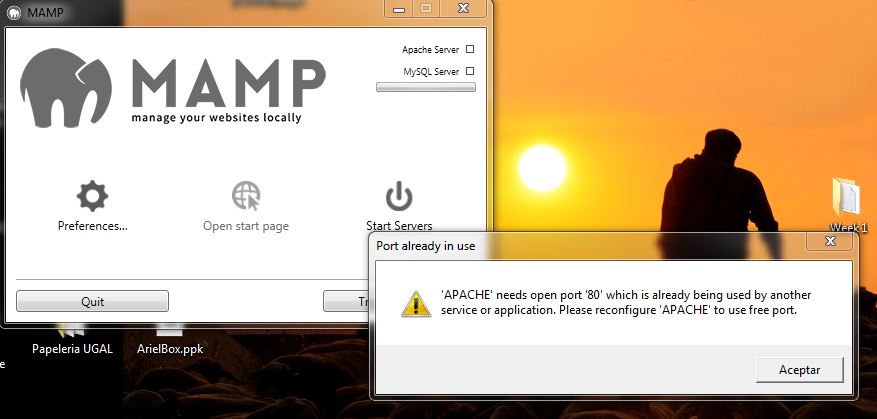 MAMP
Apache Server
MySQL Server
MAMP
manage your websites locally
Preferences...
Open start page
Start Servers
Quit
Tr
Week 1
Port already in use
'APACHE' needs open port '80' which is already being used by another
service or application. Please reconfigure 'APACHE' to use free port.
Aceptar
Papeleria UGAL
ArielBox.ppk
e